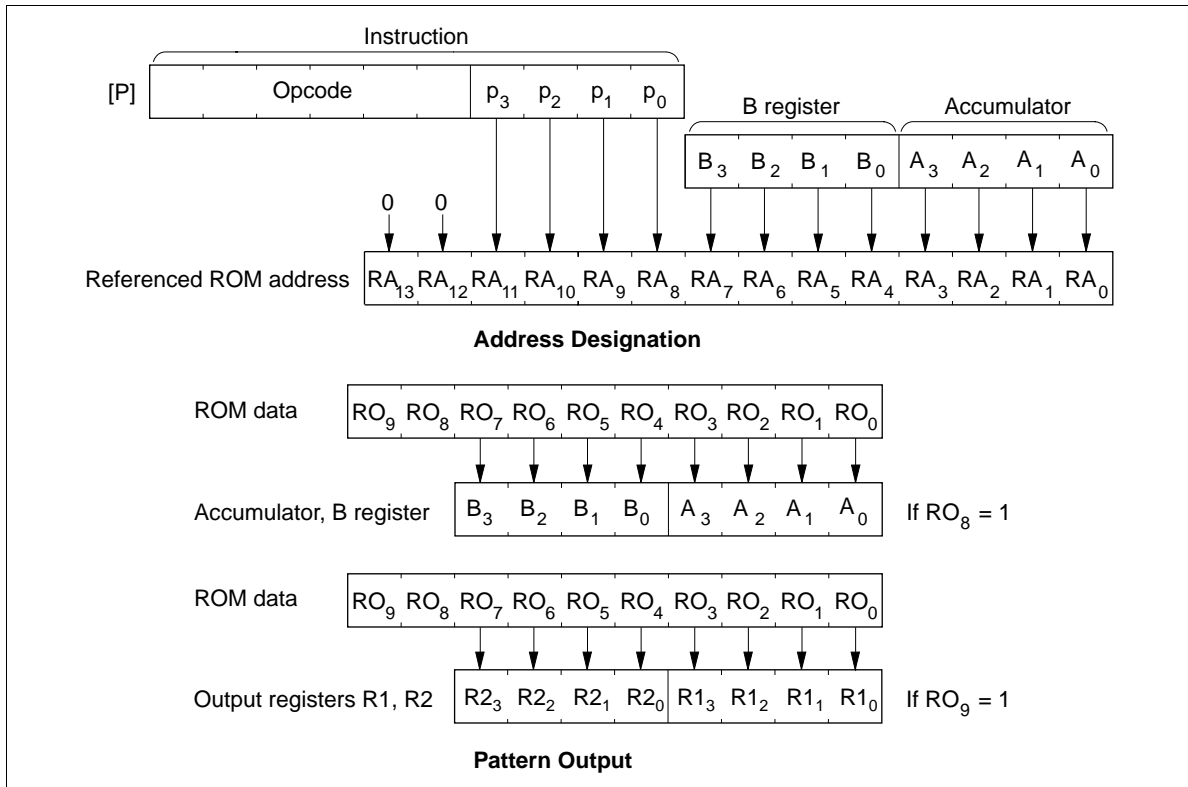 Instruction
[P] Opcode p3 p2 p1 p0
B register Accumulator
B3 B2 B1 B0 A3 A2 A1 A0
0 0
Referenced ROM address RA13 RA12 RA11 RA10 RA9 RA8 RA7 RA6 RA5 RA4 RA3 RA2 RA1 RA0
Address Designation
ROM data RO9 RO8 RO7 RO6 RO5 RO4 RO3 RO2 RO1 RO0
Accumulator, B register B3 B2 B1 B0 A3 A2 A1 A0 If RO8 = 1
ROM data RO9 RO8 RO7 RO6 RO5 RO4 RO3 RO2 RO1 RO0
Output registers R1, R2 R23 R22 R21 R20 R13 R12 R11 R10 If RO9 = 1
Pattern Output